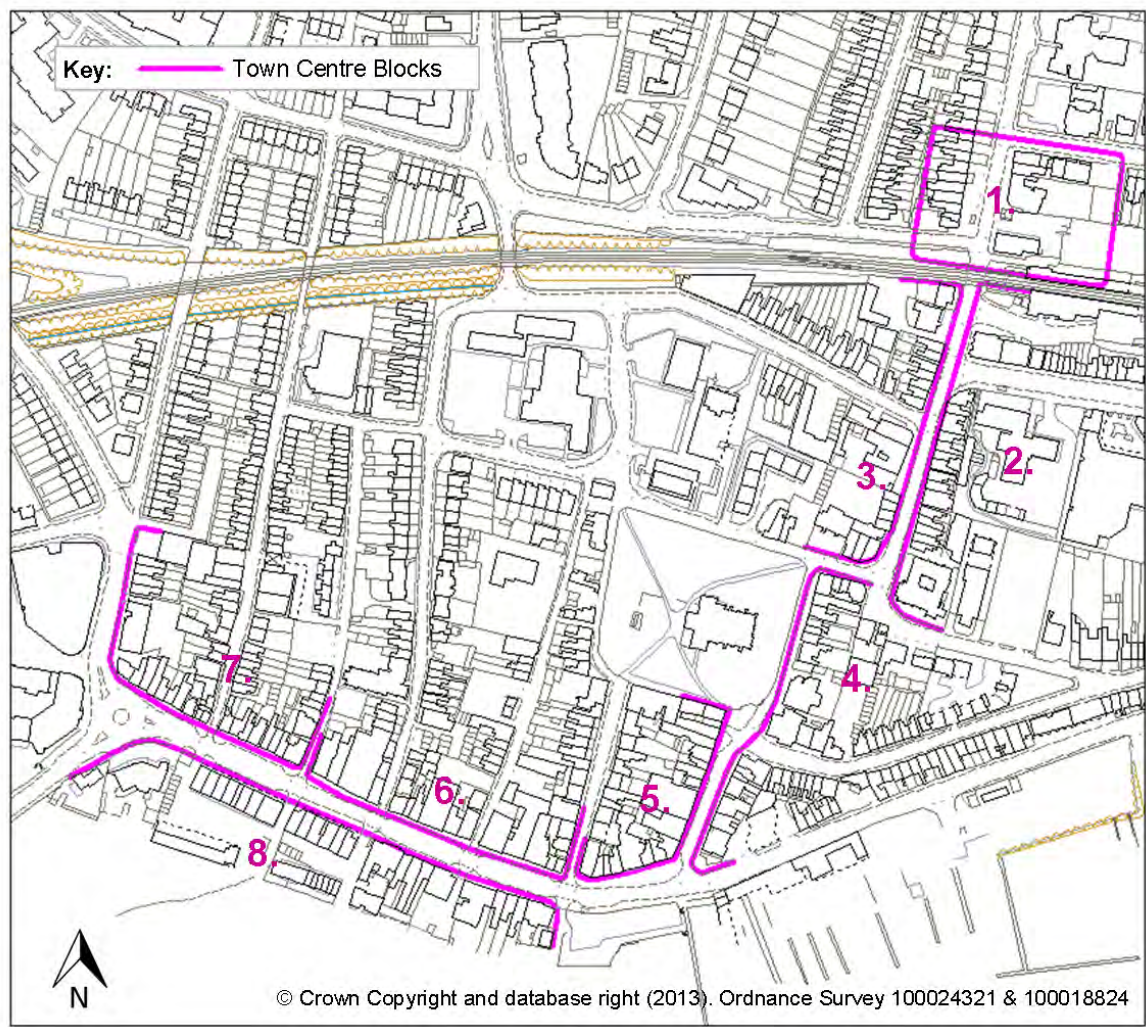 Key: Town Centre Blocks
1.
2.
3.
4.
7.
6.
5.
8.
N
© Crown Copyright and database right (2013). Ordnance Survey 100024321 & 100018824